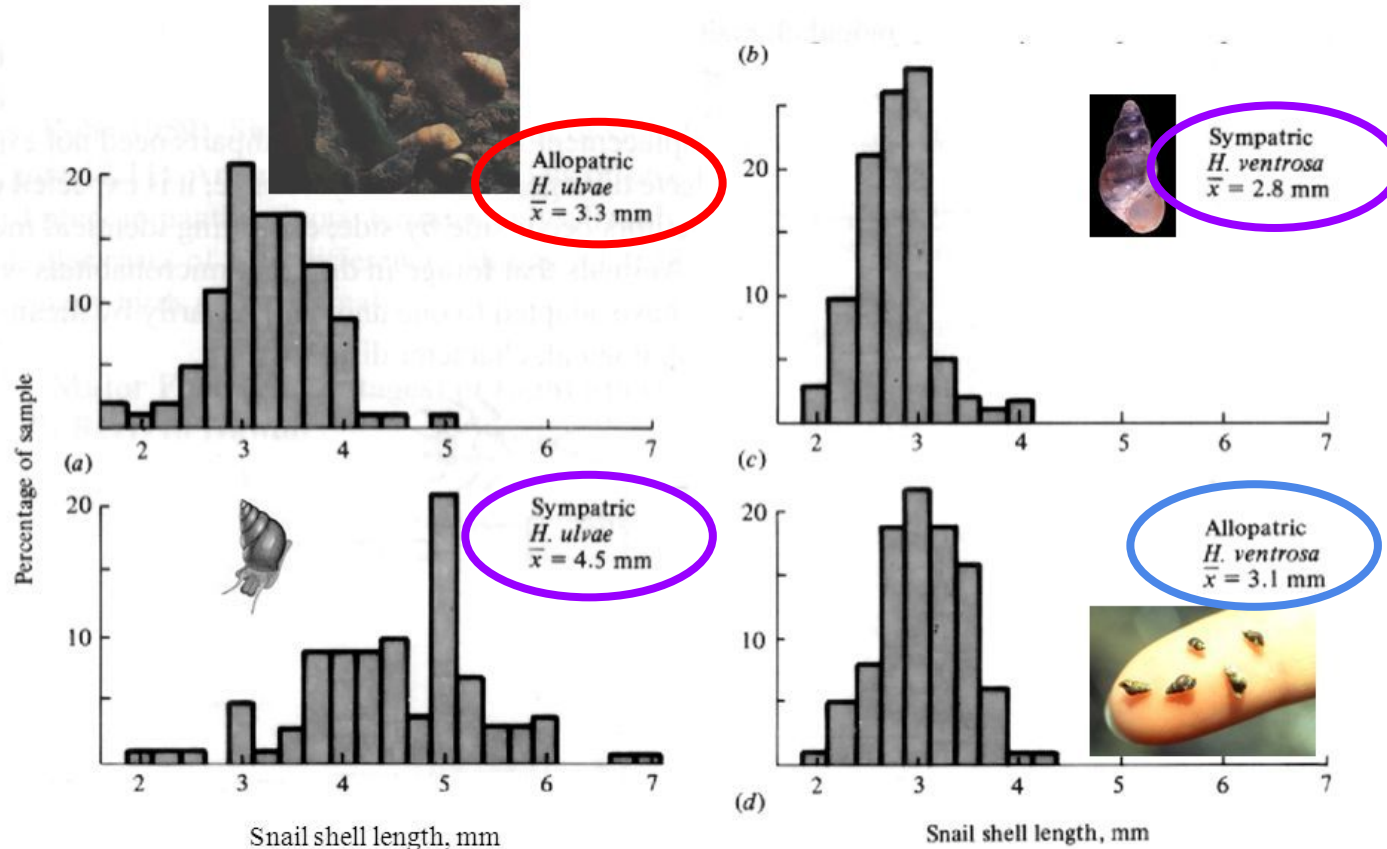 Percentage of sample
20
10
2 3 4 5 6 7
(a)
Allopatric
H. ulvae
x̅ = 3.3 mm
20
10
2 3 4 5 6 7
Sympatric
H. ulvae
x̅ = 4.5 mm
Snail shell length, mm
(b)
20
10
2 3 4 5 6 7
Sympatric
H. ventrosa
x̅ = 2.8 mm
(c)
20
10
2 3 4 5 6 7
Allopatric
H. ventrosa
x̅ = 3.1 mm
(d)
Snail shell length, mm